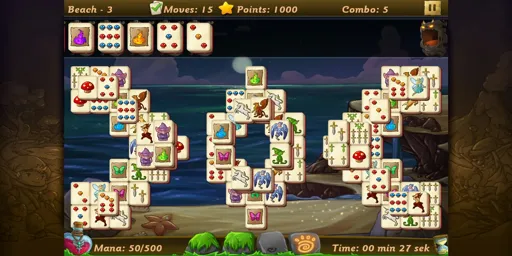 Beach - 3
Moves: 15
Points: 1000
Combo: 5
Mana: 50/500
Time: 00 min 27 sek